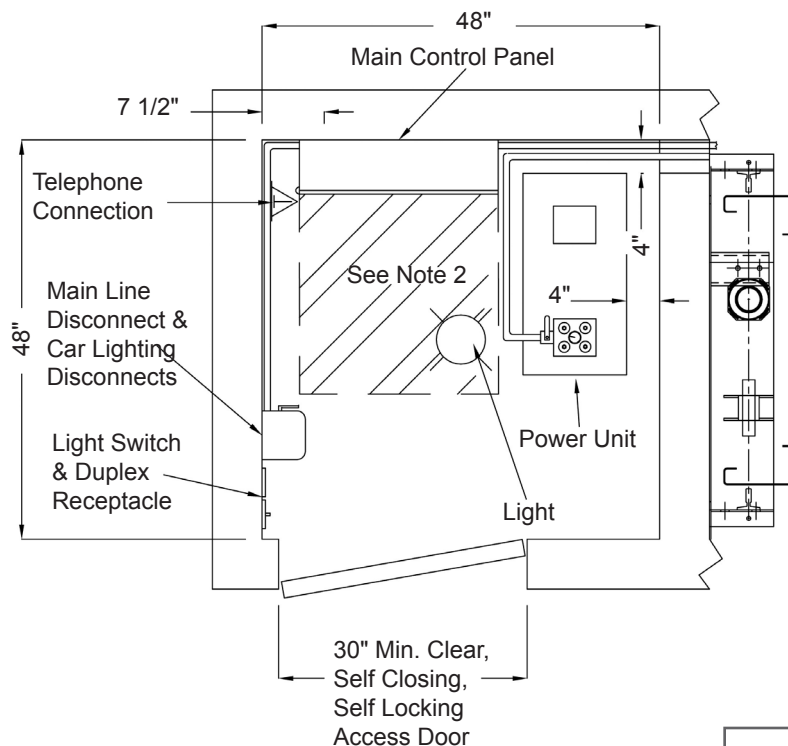 48"
Main Control Panel
7 1/2"
Telephone
Connection
See Note 2
4"
4"
Main Line
Disconnect &
Car Lighting
Disconnects
48"
Light Switch
& Duplex
Receptacle
Power Unit
Light
30" Min. Clear,
Self Closing,
Self Locking
Access Door